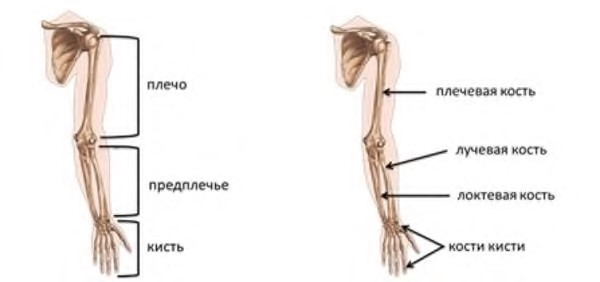 плечо
предплечье
кисть
плечевая кость
лучевая кость
локтевая кость
кости кисти